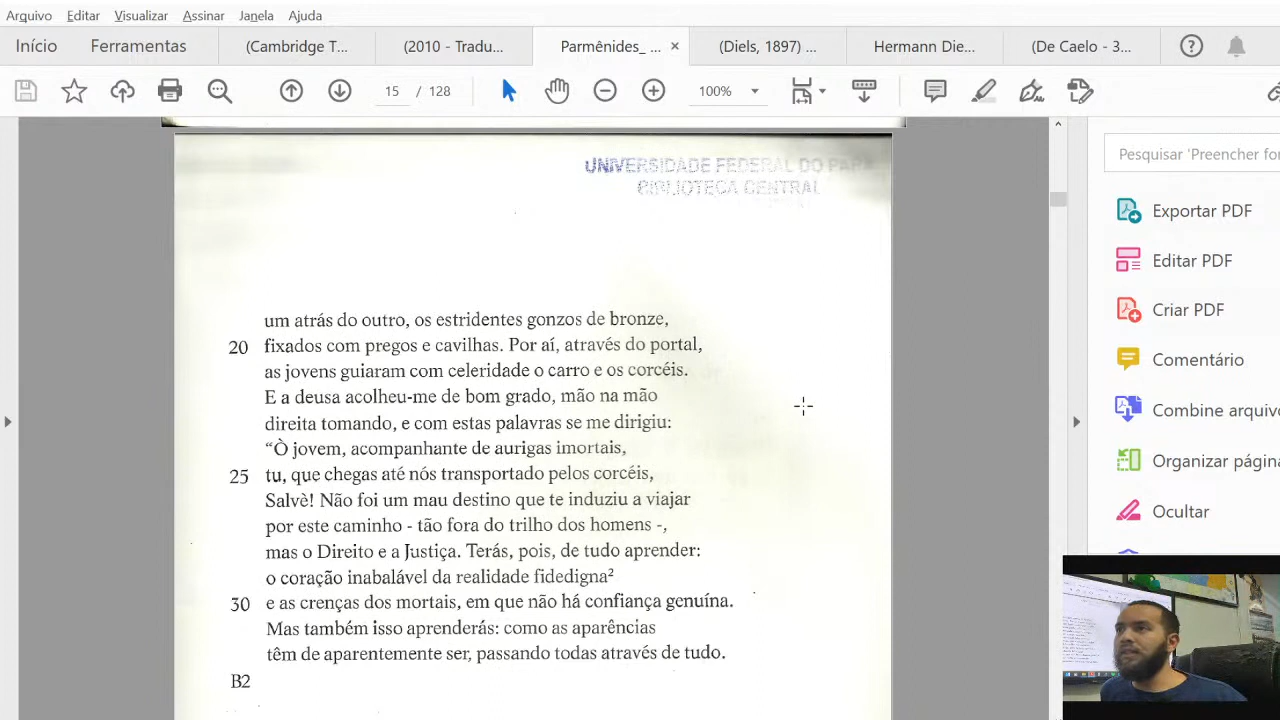 Arquivo Editar Visualizar Assinar Janela Ajuda
Início Ferramentas (Cambridge T... (2010 - Tradu... Parmênides_ ... × (Diels, 1897) ... Hermann Die... (De Caelo - 3...
15 / 128 100%
UNIVERSIDADE FEDERAL DO PARÁ
BIBLIOTECA CENTRAL
um atrás do outro, os estridentes gonzos de bronze,
20 fixados com pregos e cavilhas. Por aí, através do portal,
as jovens guiaram com celeridade o carro e os corcéis.
E a deusa acolheu-me de bom grado, mão na mão
direita tomando, e com estas palavras se me dirigiu:
“Ò jovem, acompanhante de aurigas imortais,
25 tu, que chegas até nós transportado pelos corcéis,
Salvè! Não foi um mau destino que te induziu a viajar
por este caminho - tão fora do trilho dos homens -,
mas o Direito e a Justiça. Terás, pois, de tudo aprender:
o coração inabalável da realidade fidedigna²
30 e as crenças dos mortais, em que não há confiança genuína.
Mas também isso aprenderás: como as aparências
têm de aparentemente ser, passando todas através de tudo.
B2
Pesquisar 'Preencher for
Exportar PDF
Editar PDF
Criar PDF
Comentário
Combine arquivo
Organizar página
Ocultar